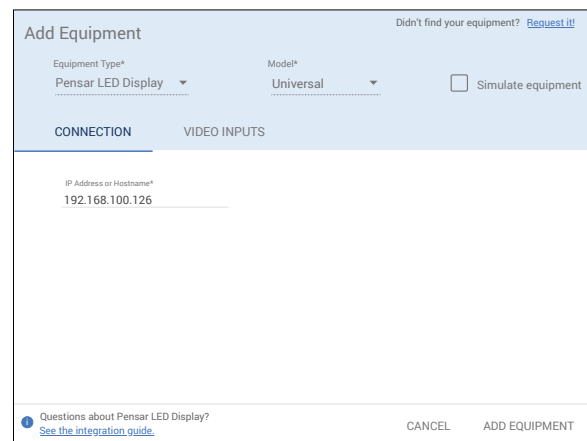 Add Equipment
Didn't find your equipment? Request it!
Equipment Type*
Model*
Pensar LED Display
Universal
Simulate equipment
CONNECTION
VIDEO INPUTS
IP Address or Hostname*
192.168.100.126
Questions about Pensar LED Display?
See the integration guide.
CANCEL
ADD EQUIPMENT